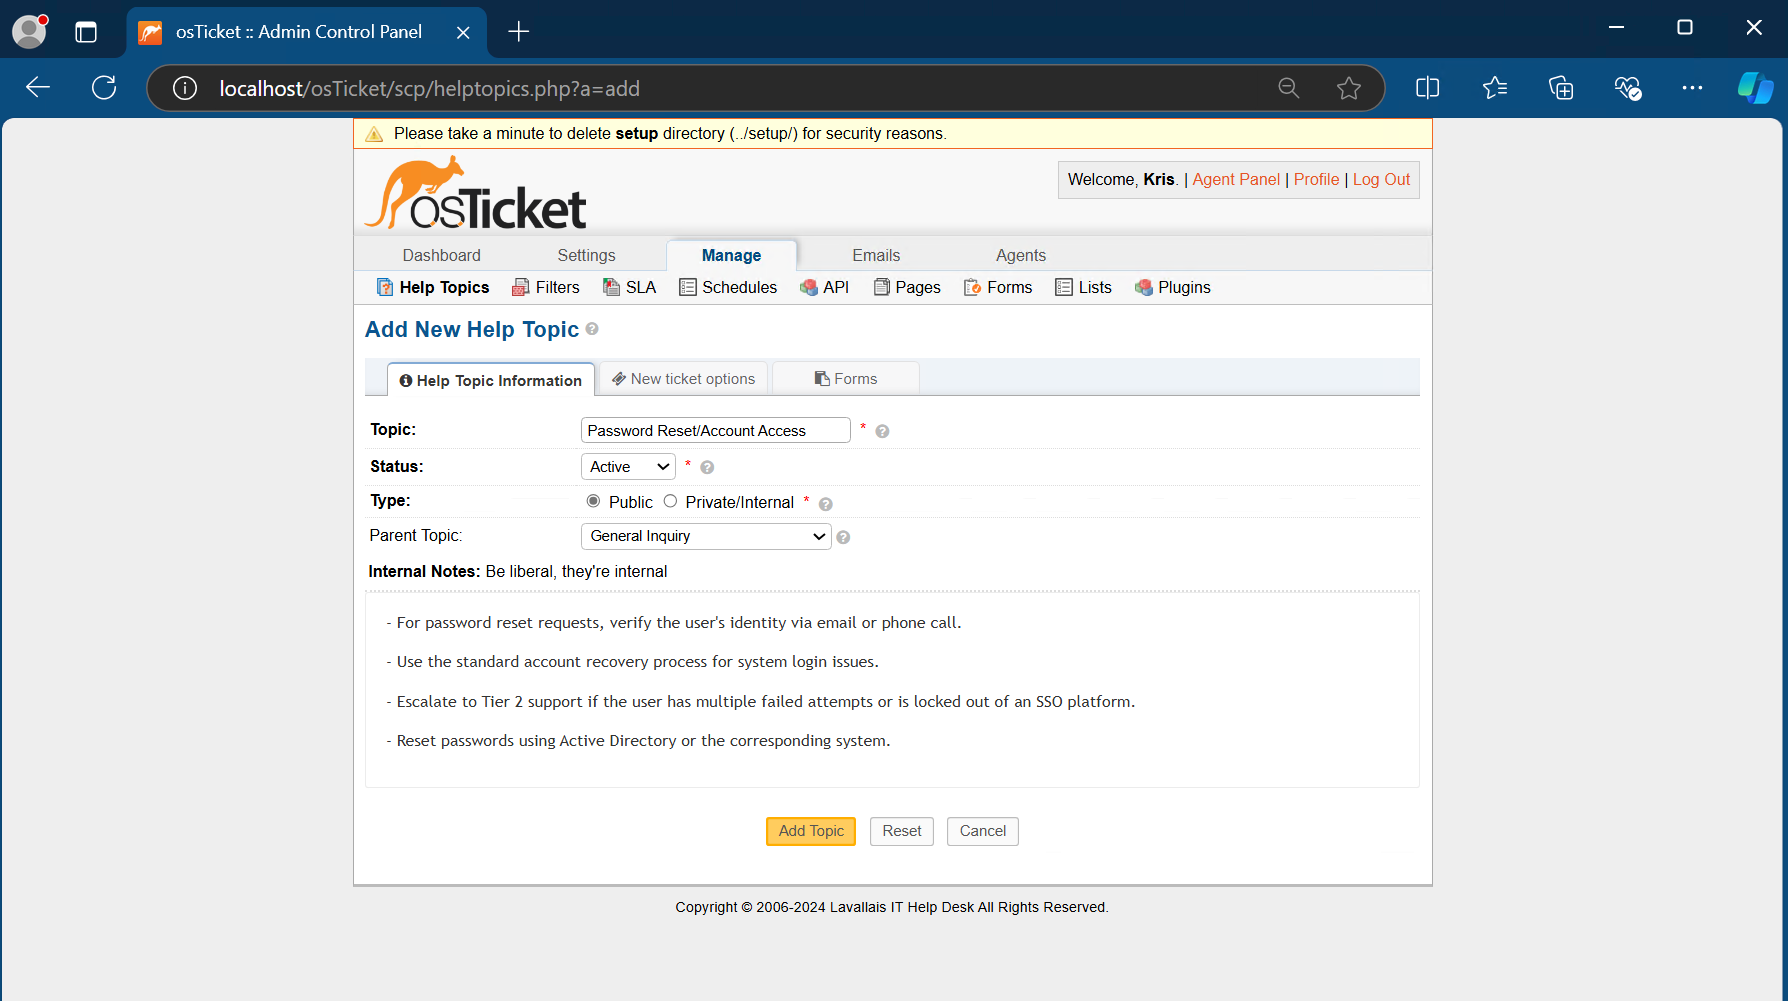 osTicket :: Admin Control Panel
localhost/osTicket/scp/helptopics.php?a=add
Please take a minute to delete setup directory (../setup/) for security reasons.
osTicket
Welcome, Kris. | Agent Panel | Profile | Log Out
Dashboard Settings Manage Emails Agents
Help Topics Filters SLA Schedules API Pages Forms Lists Plugins
Add New Help Topic
Help Topic Information New ticket options Forms
Topic: Password Reset/Account Access *
Status: Active *
Type: Public Private/Internal *
Parent Topic: General Inquiry
Internal Notes: Be liberal, they're internal
- For password reset requests, verify the user's identity via email or phone call.
- Use the standard account recovery process for system login issues.
- Escalate to Tier 2 support if the user has multiple failed attempts or is locked out of an SSO platform.
- Reset passwords using Active Directory or the corresponding system.
Add Topic Reset Cancel
Copyright © 2006-2024 Lavallais IT Help Desk All Rights Reserved.